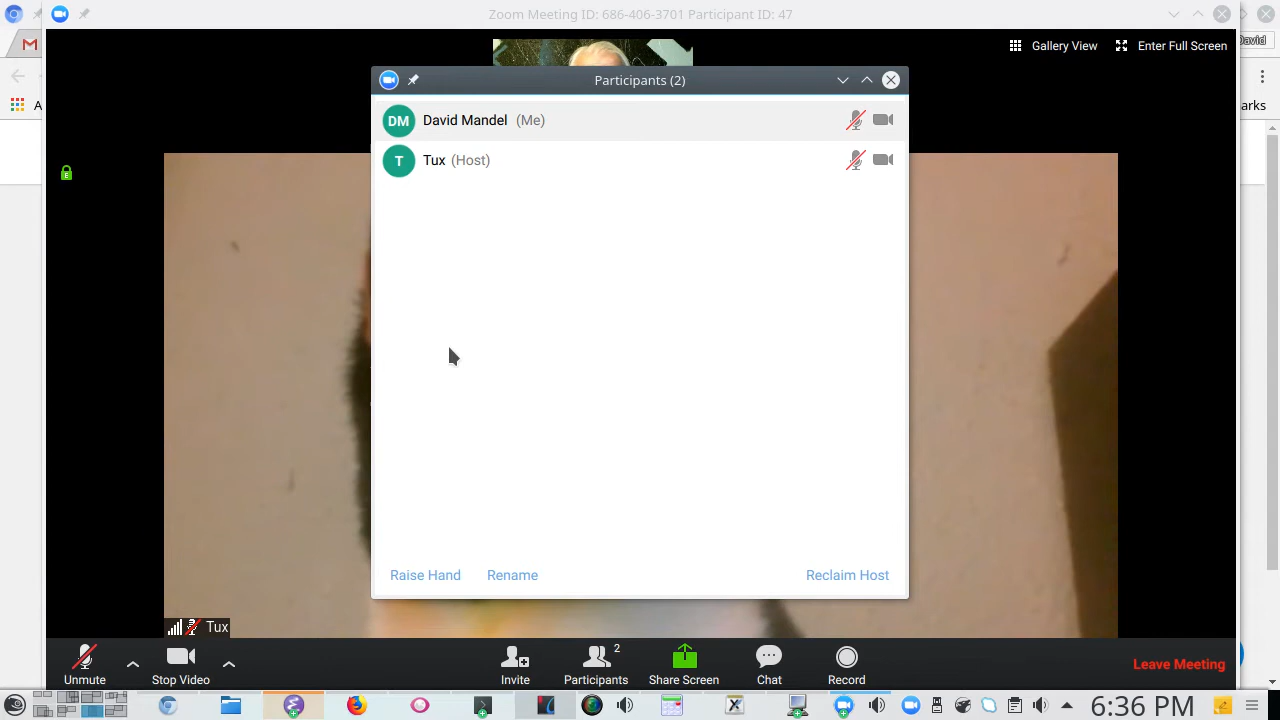 Zoom Meeting ID: 686-406-3701 Participant ID: 47
Gallery View
Enter Full Screen
Participants (2)
DM David Mandel (Me)
T Tux (Host)
A
arks
E
Raise Hand Rename Reclaim Host
Tux
Unmute Stop Video Invite Participants 2 Share Screen Chat Record Leave Meeting
6:36 PM